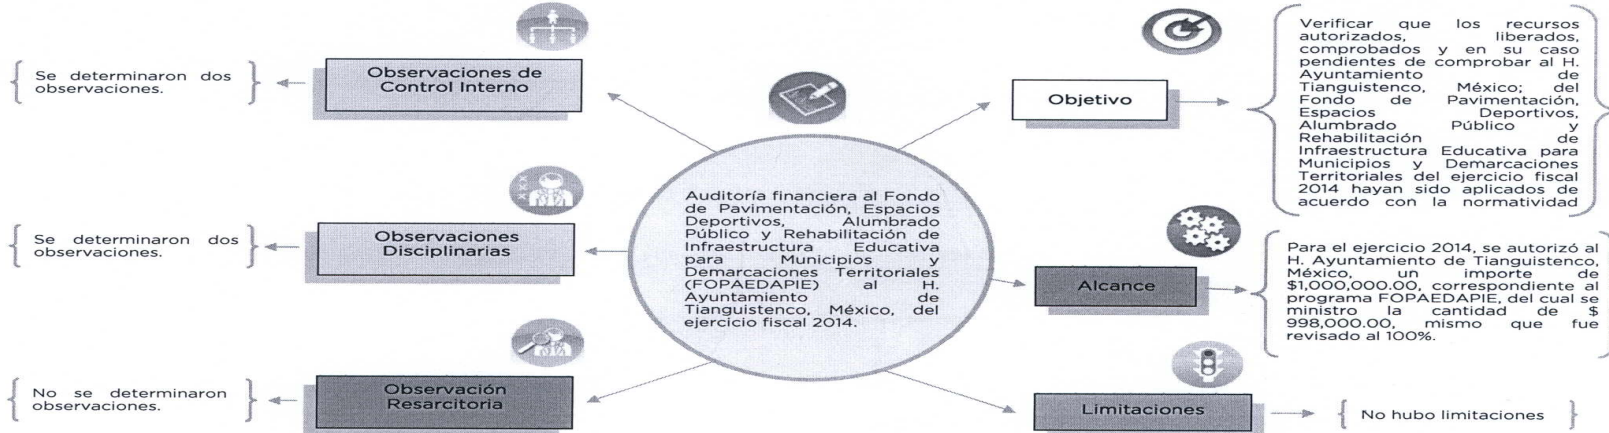 Observaciones de
Control Interno
Se determinaron dos
observaciones.
Observaciones
Disciplinarias
Se determinaron dos
observaciones.
Observación
Resarcitoria
No se determinaron
observaciones.
Auditoría financiera al Fondo
de Pavimentación, Espacios
Deportivos, Alumbrado
Público y Rehabilitación de
Infraestructura Educativa
para Municipios y
Demarcaciones Territoriales
(FOPAEDAPIE) al H.
Ayuntamiento de
Tianguistenco, México, del
ejercicio fiscal 2014.
Objetivo
Verificar que los recursos
autorizados, liberados,
comprobados y en su caso
pendientes de comprobar al H.
Ayuntamiento de
Tianguistenco, México; del
Fondo de Pavimentación,
Espacios Deportivos,
Alumbrado Público y
Rehabilitación de
Infraestructura Educativa para
Municipios y Demarcaciones
Territoriales del ejercicio fiscal
2014 hayan sido aplicados de
acuerdo con la normatividad
Alcance
Para el ejercicio 2014, se autorizó al
H. Ayuntamiento de Tianguistenco,
México, un importe de
$1,000,000.00, correspondiente al
programa FOPAEDAPIE, del cual se
ministro la cantidad de $
998,000.00, mismo que fue
revisado al 100%.
Limitaciones
No hubo limitaciones